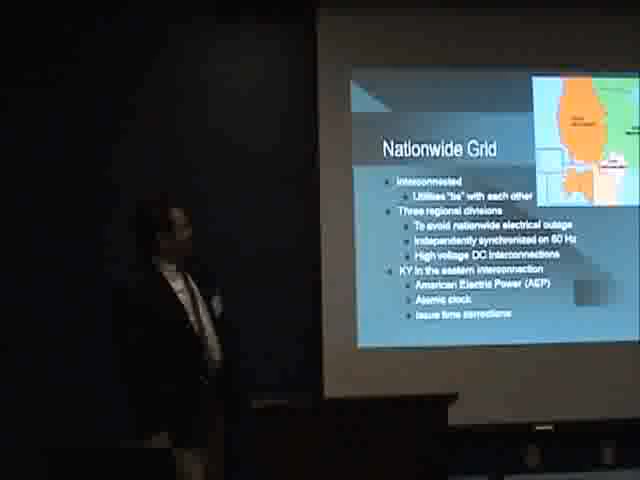 Nationwide Grid
Interconnected
Utilities "tie" with each other
Three regional divisions
To avoid nationwide electrical outage
Independently synchronized on 60 Hz
High voltage DC interconnections
KY in the eastern interconnection
American Electric Power (AEP)
Atomic clock
Issue time corrections